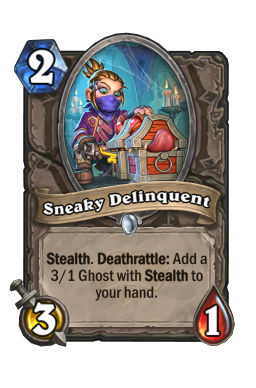 2
Sneaky Delinquent
Stealth. Deathrattle: Add a
3/1 Ghost with Stealth to
your hand.
3
1